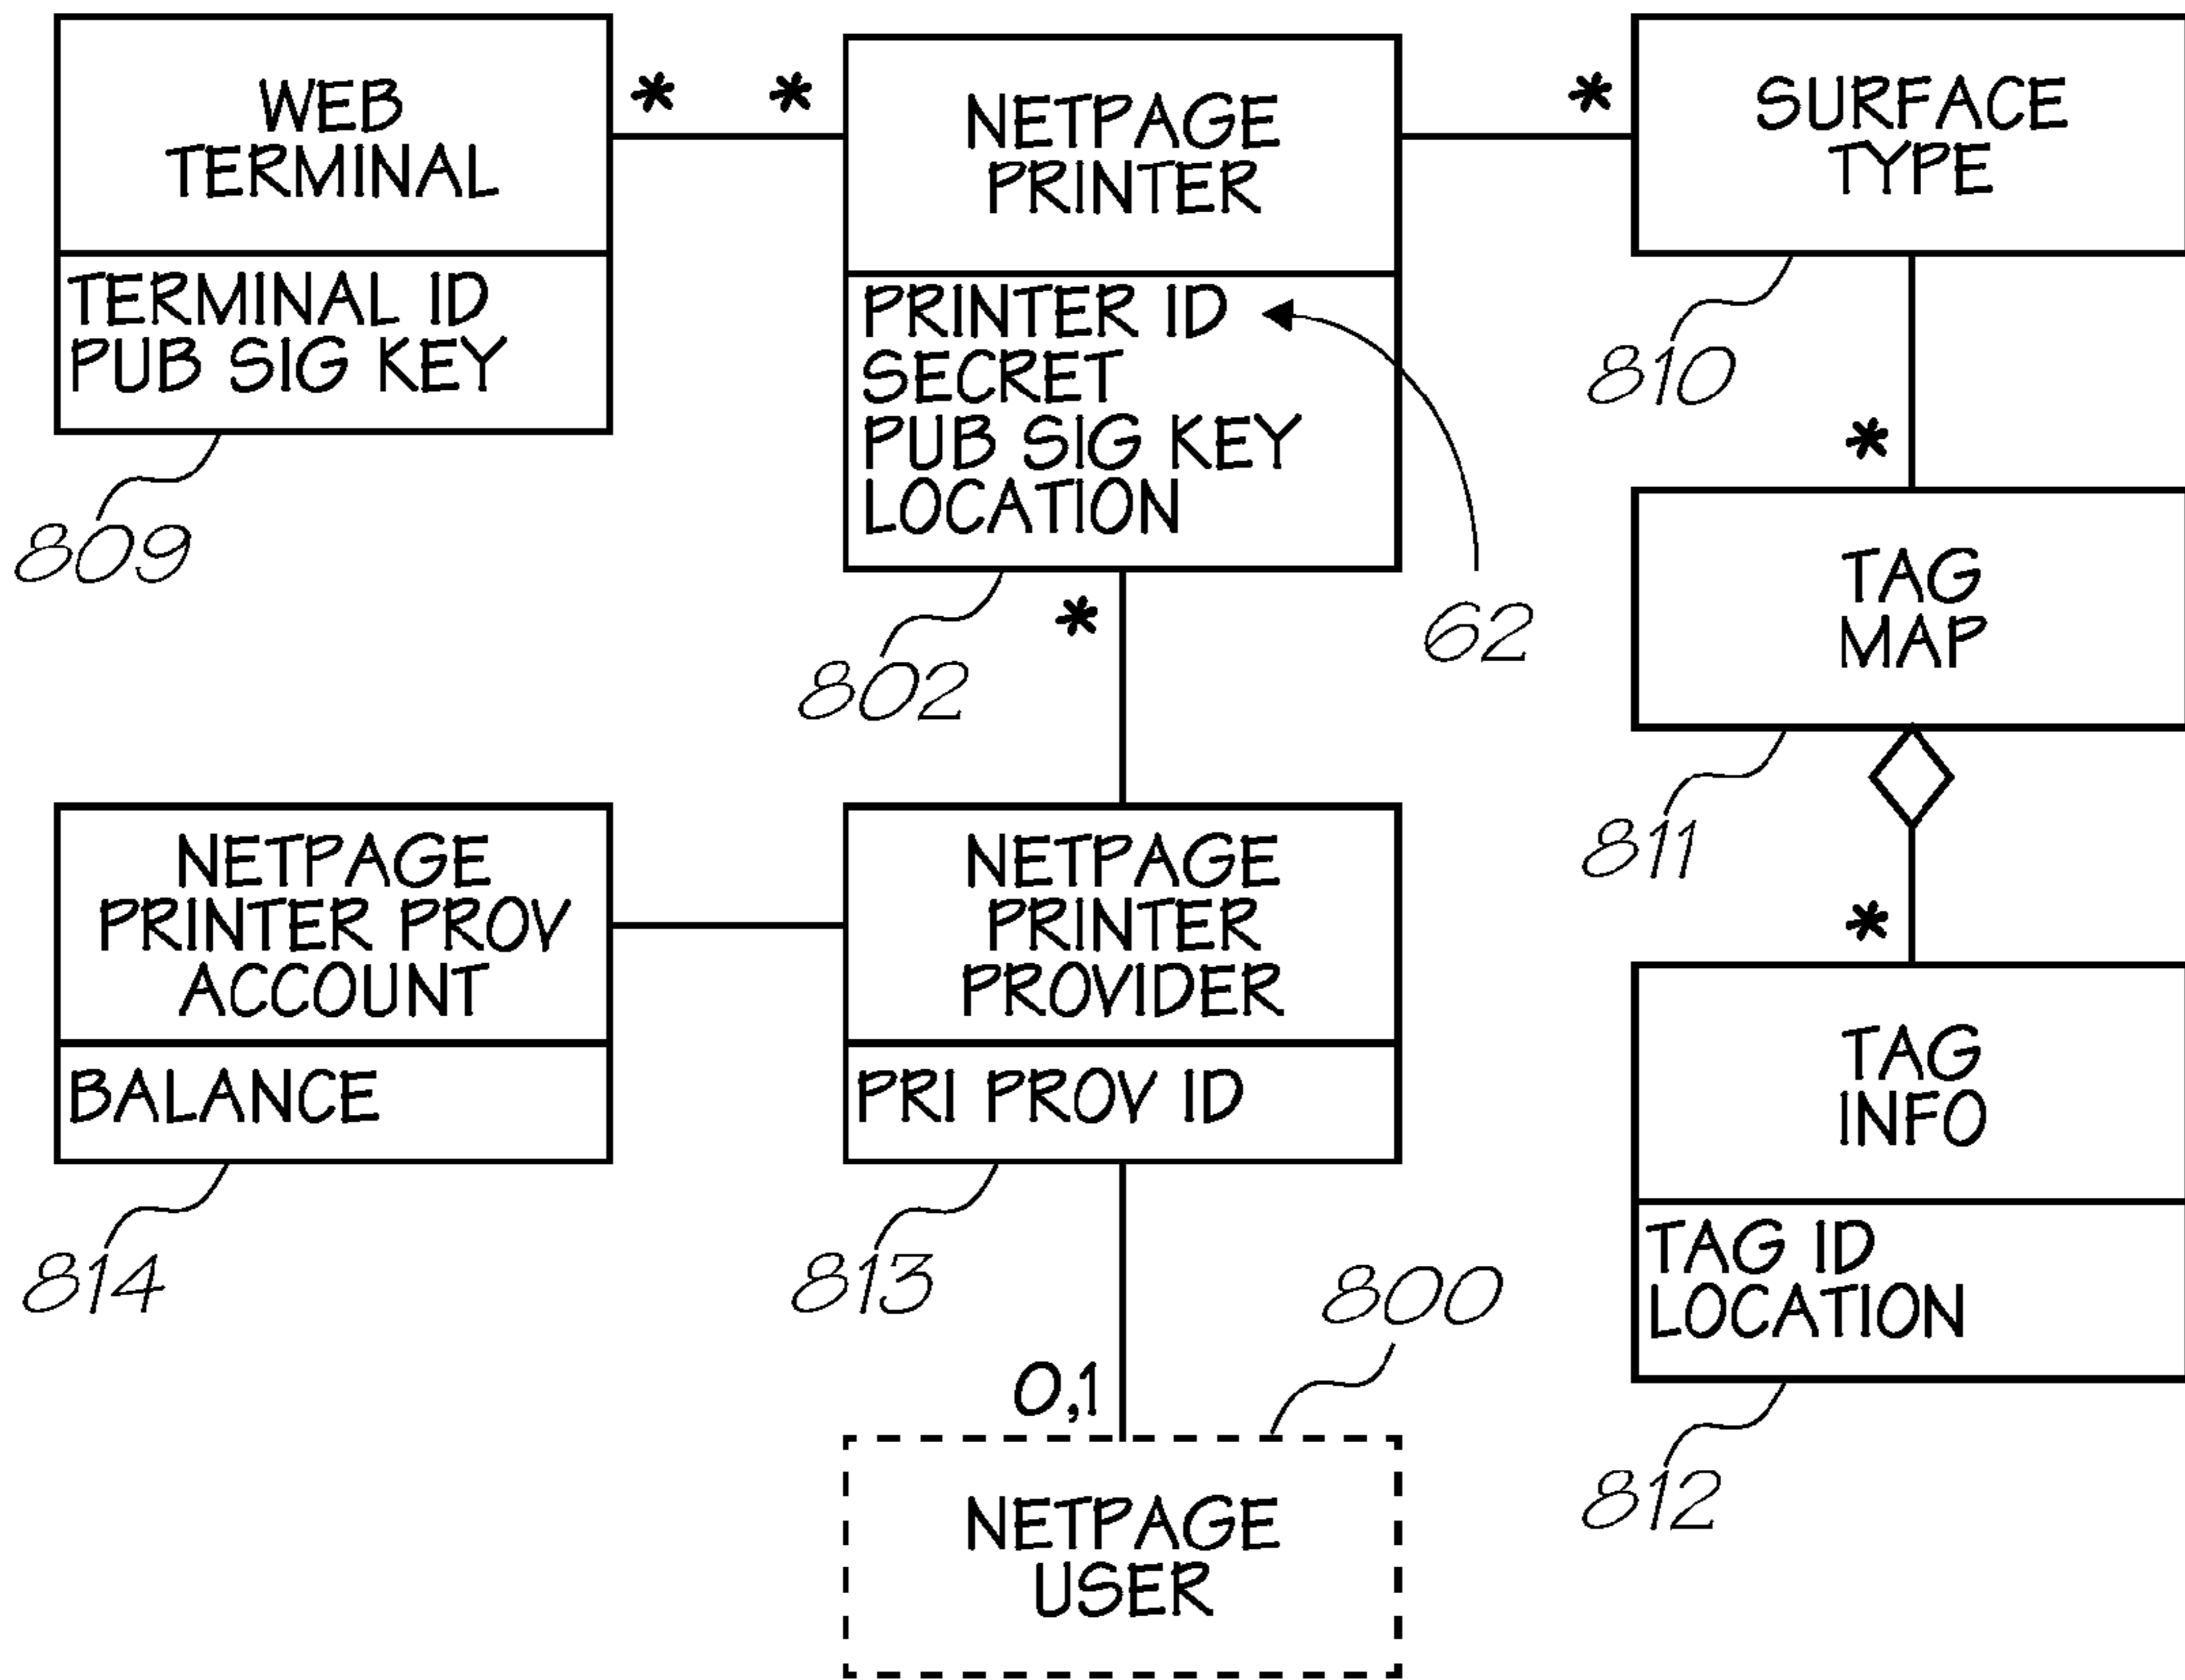 WEB
TERMINAL
TERMINAL ID
PUB SIG KEY
809
*
*
NETPAGE
PRINTER
PRINTER ID
SECRET
PUB SIG KEY
LOCATION
802
62
*
*
SURFACE
TYPE
810
*
TAG
MAP
811
*
TAG
INFO
TAG ID
LOCATION
812
NETPAGE
PRINTER PROV
ACCOUNT
BALANCE
814
NETPAGE
PRINTER
PROVIDER
PRI PROV ID
813
800
0,1
NETPAGE
USER